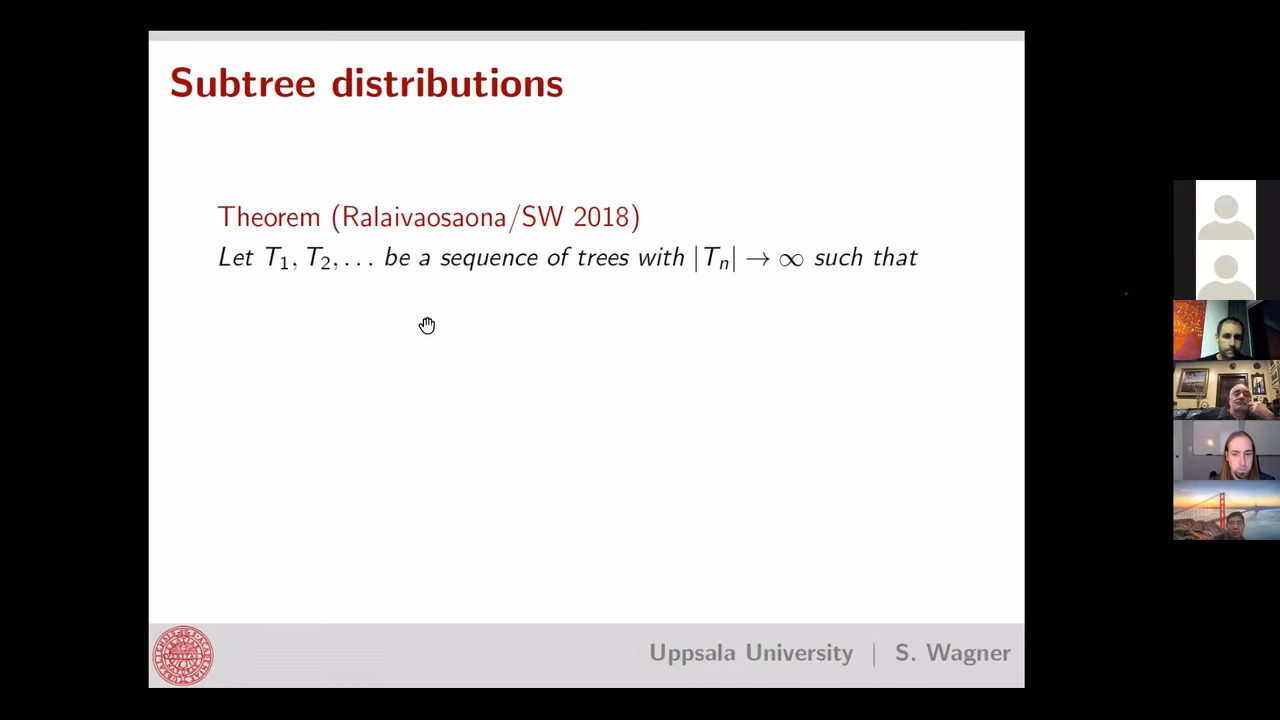 Subtree distributions
Theorem (Ralaivaosaona/SW 2018)
Let T₁, T₂, . . . be a sequence of trees with |Tₙ| → ∞ such that
Uppsala University | S. Wagner